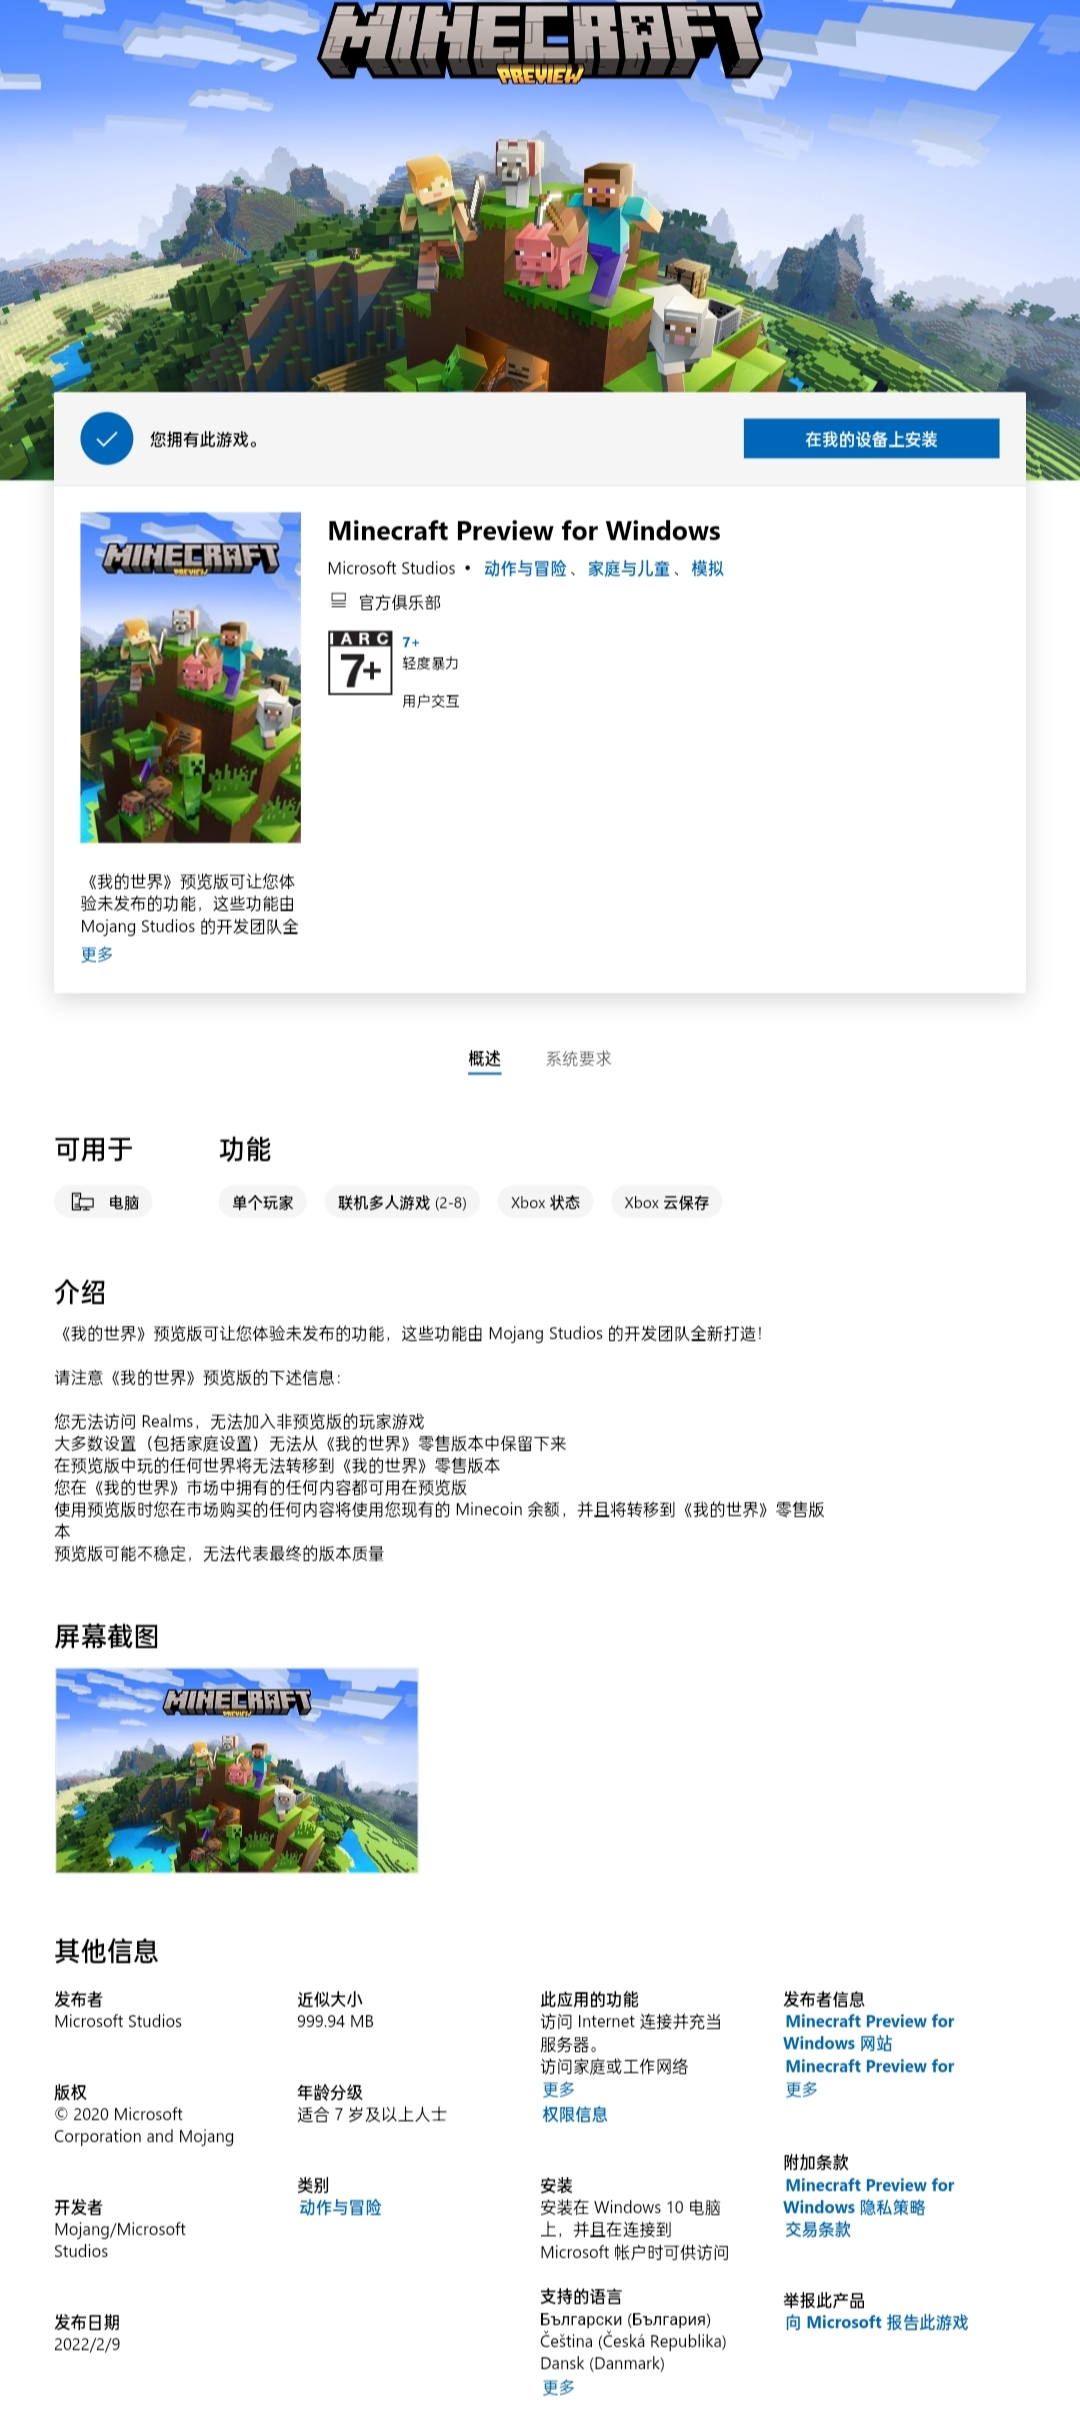 MINECRAFT
PREVIEW
您拥有此游戏。
在我的设备上安装
MINECRAFT
PREVIEW
Minecraft Preview for Windows
Microsoft Studios • 动作与冒险、家庭与儿童、模拟
官方俱乐部
IARC
7+
7+
轻度暴力
用户交互
《我的世界》预览版可让您体
验未发布的功能，这些功能由
Mojang Studios 的开发团队全
更多
概述
系统要求
可用于
功能
电脑
单个玩家
联机多人游戏 (2-8)
Xbox 状态
Xbox 云保存
介绍
《我的世界》预览版可让您体验未发布的功能，这些功能由 Mojang Studios 的开发团队全新打造！
请注意《我的世界》预览版的下述信息：
您无法访问 Realms，无法加入非预览版的玩家游戏
大多数设置（包括家庭设置）无法从《我的世界》零售版本中保留下来
在预览版中玩的任何世界将无法转移到《我的世界》零售版本
您在《我的世界》市场中拥有的任何内容都可用在预览版
使用预览版时您在市场购买的任何内容将使用您现有的 Minecoin 余额，并且将转移到《我的世界》零售版
本
预览版可能不稳定，无法代表最终的版本质量
屏幕截图
MINECRAFT
PREVIEW
其他信息
发布者
Microsoft Studios
版权
© 2020 Microsoft
Corporation and Mojang
开发者
Mojang/Microsoft
Studios
发布日期
2022/2/9
近似大小
999.94 MB
年龄分级
适合 7 岁及以上人士
类别
动作与冒险
此应用的功能
访问 Internet 连接并充当
服务器。
访问家庭或工作网络
更多
权限信息
安装
安装在 Windows 10 电脑
上，并且在连接到
Microsoft 帐户时可供访问
支持的语言
Български (България)
Čeština (Česká Republika)
Dansk (Danmark)
更多
发布者信息
Minecraft Preview for
Windows 网站
Minecraft Preview for
更多
附加条款
Minecraft Preview for
Windows 隐私策略
交易条款
举报此产品
向 Microsoft 报告此游戏